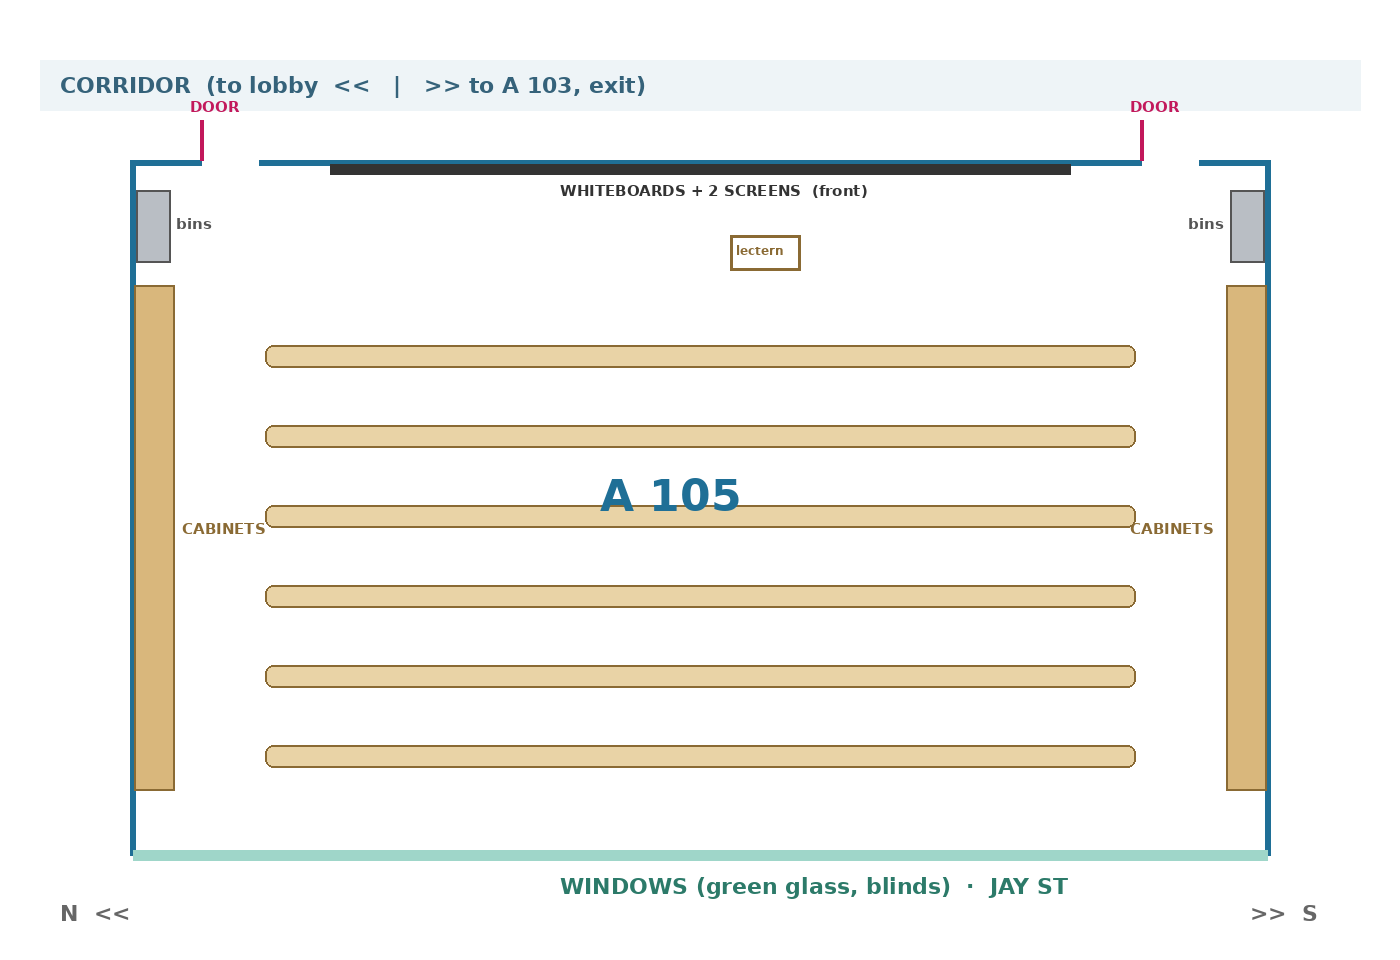 CORRIDOR (to lobby << | >> to A 103, exit)
DOOR
DOOR
WHITEBOARDS + 2 SCREENS (front)
bins
bins
lectern
A 105
CABINETS
CABINETS
WINDOWS (green glass, blinds) · JAY ST
N <<
>> S